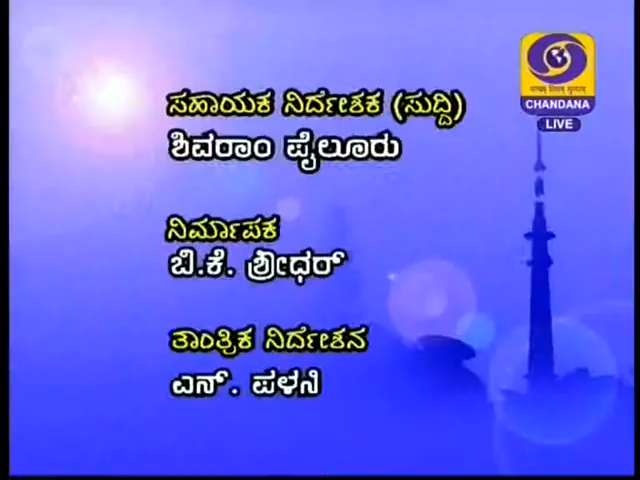 ಸಹಾಯಕ ನಿರ್ದೇಶಕ (ಸುದ್ದಿ)
ಶಿವರಾಂ ಪೈಲೂರು
ನಿರ್ಮಾಪಕ
ಬಿ.ಕೆ. ಶ್ರೀಧರ್
ತಾಂತ್ರಿಕ ನಿರ್ದೇಶನ
ಎನ್. ಪಳನಿ
CHANDANA
LIVE